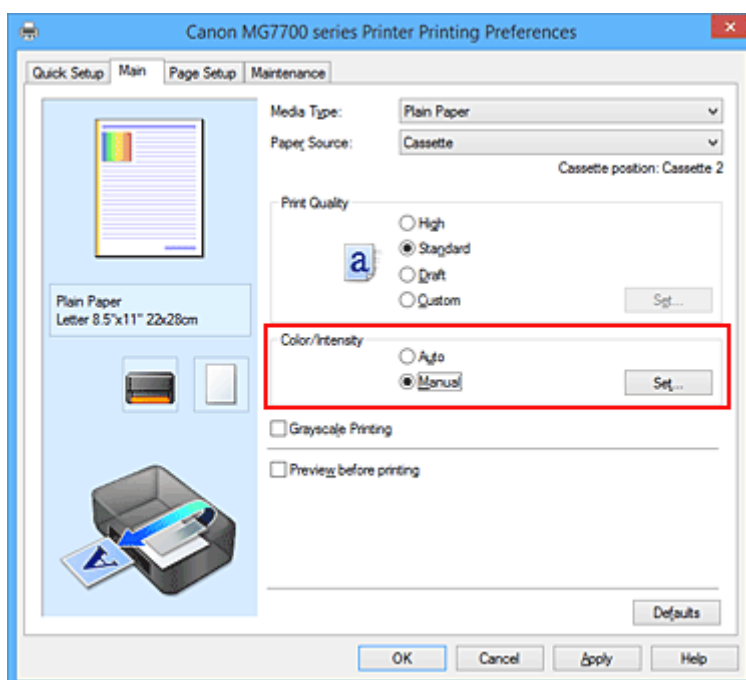 Canon MG7700 series Printer Printing Preferences
Quick Setup Main Page Setup Maintenance
Media Type: Plain Paper
Paper Source: Cassette
Cassette position: Cassette 2
Print Quality
High
Standard
Draft
Custom Set...
a
Plain Paper
Letter 8.5"x11" 22x28cm
Color/Intensity
Auto
Manual Set...
Grayscale Printing
Preview before printing
A
Defaults
OK Cancel Apply Help